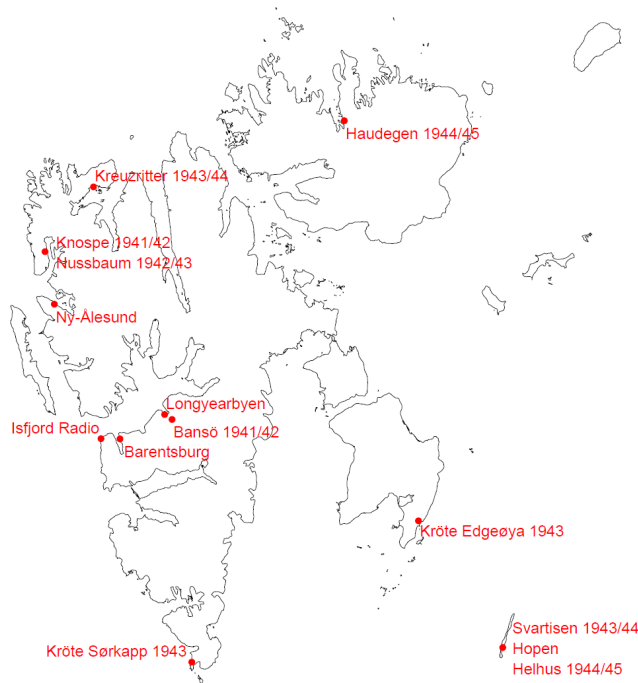 Haudegen 1944/45
Kreuzritter 1943/44
Knospe 1941/42
Nussbaum 1942/43
Ny-Ålesund
Longyearbyen
Isfjord Radio
Bansö 1941/42
Barentsburg
Kröte Edgeøya 1943
Svartisen 1943/44
Kröte Sørkapp 1943
Hopen
Helhus 1944/45